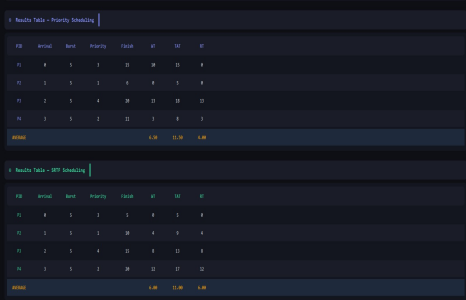 Results Table — Priority Scheduling
PID Arrival Burst Priority Finish WT TAT RT
P1 0 5 3 15 10 15 0
P2 1 5 1 6 0 5 0
P3 2 5 4 20 13 18 13
P4 3 5 2 11 3 8 3
AVERAGE 6.50 11.50 4.00
Results Table — SRTF Scheduling
PID Arrival Burst Priority Finish WT TAT RT
P1 0 5 3 5 0 5 0
P2 1 5 1 10 4 9 4
P3 2 5 4 15 8 13 8
P4 3 5 2 20 12 17 12
AVERAGE 6.00 11.00 6.00